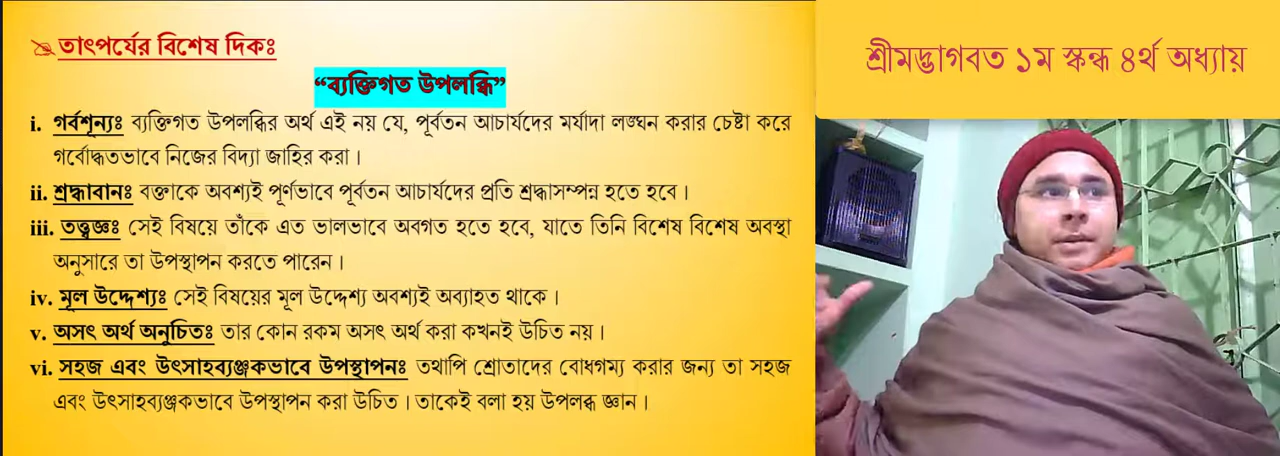 তাৎপর্যের বিশেষ দিকঃ
“ব্যক্তিগত উপলব্ধি”
i. গর্বশূন্যঃ ব্যক্তিগত উপলব্ধির অর্থ এই নয় যে, পূর্বতন আচার্যদের মর্যাদা লঙ্ঘন করার চেষ্টা করে
গর্বোদ্ধতভাবে নিজের বিদ্যা জাহির করা।
ii. শ্রদ্ধাবানঃ বক্তাকে অবশ্যই পূর্ণভাবে পূর্বতন আচার্যদের প্রতি শ্রদ্ধাসম্পন্ন হতে হবে।
iii. তত্ত্বজ্ঞঃ সেই বিষয়ে তাঁকে এত ভালভাবে অবগত হতে হবে, যাতে তিনি বিশেষ বিশেষ অবস্থা
অনুসারে তা উপস্থাপন করতে পারেন।
iv. মূল উদ্দেশ্যঃ সেই বিষয়ের মূল উদ্দেশ্য অবশ্যই অব্যাহত থাকে।
v. অসৎ অর্থ অনুচিতঃ তার কোন রকম অসৎ অর্থ করা কখনই উচিত নয়।
vi. সহজ এবং উৎসাহব্যঞ্জকভাবে উপস্থাপনঃ তথাপি শ্রোতাদের বোধগম্য করার জন্য তা সহজ
এবং উৎসাহব্যঞ্জকভাবে উপস্থাপন করা উচিত। তাকেই বলা হয় উপলব্ধ জ্ঞান।
শ্রীমদ্ভাগবত ১ম স্কন্ধ ৪র্থ অধ্যায়